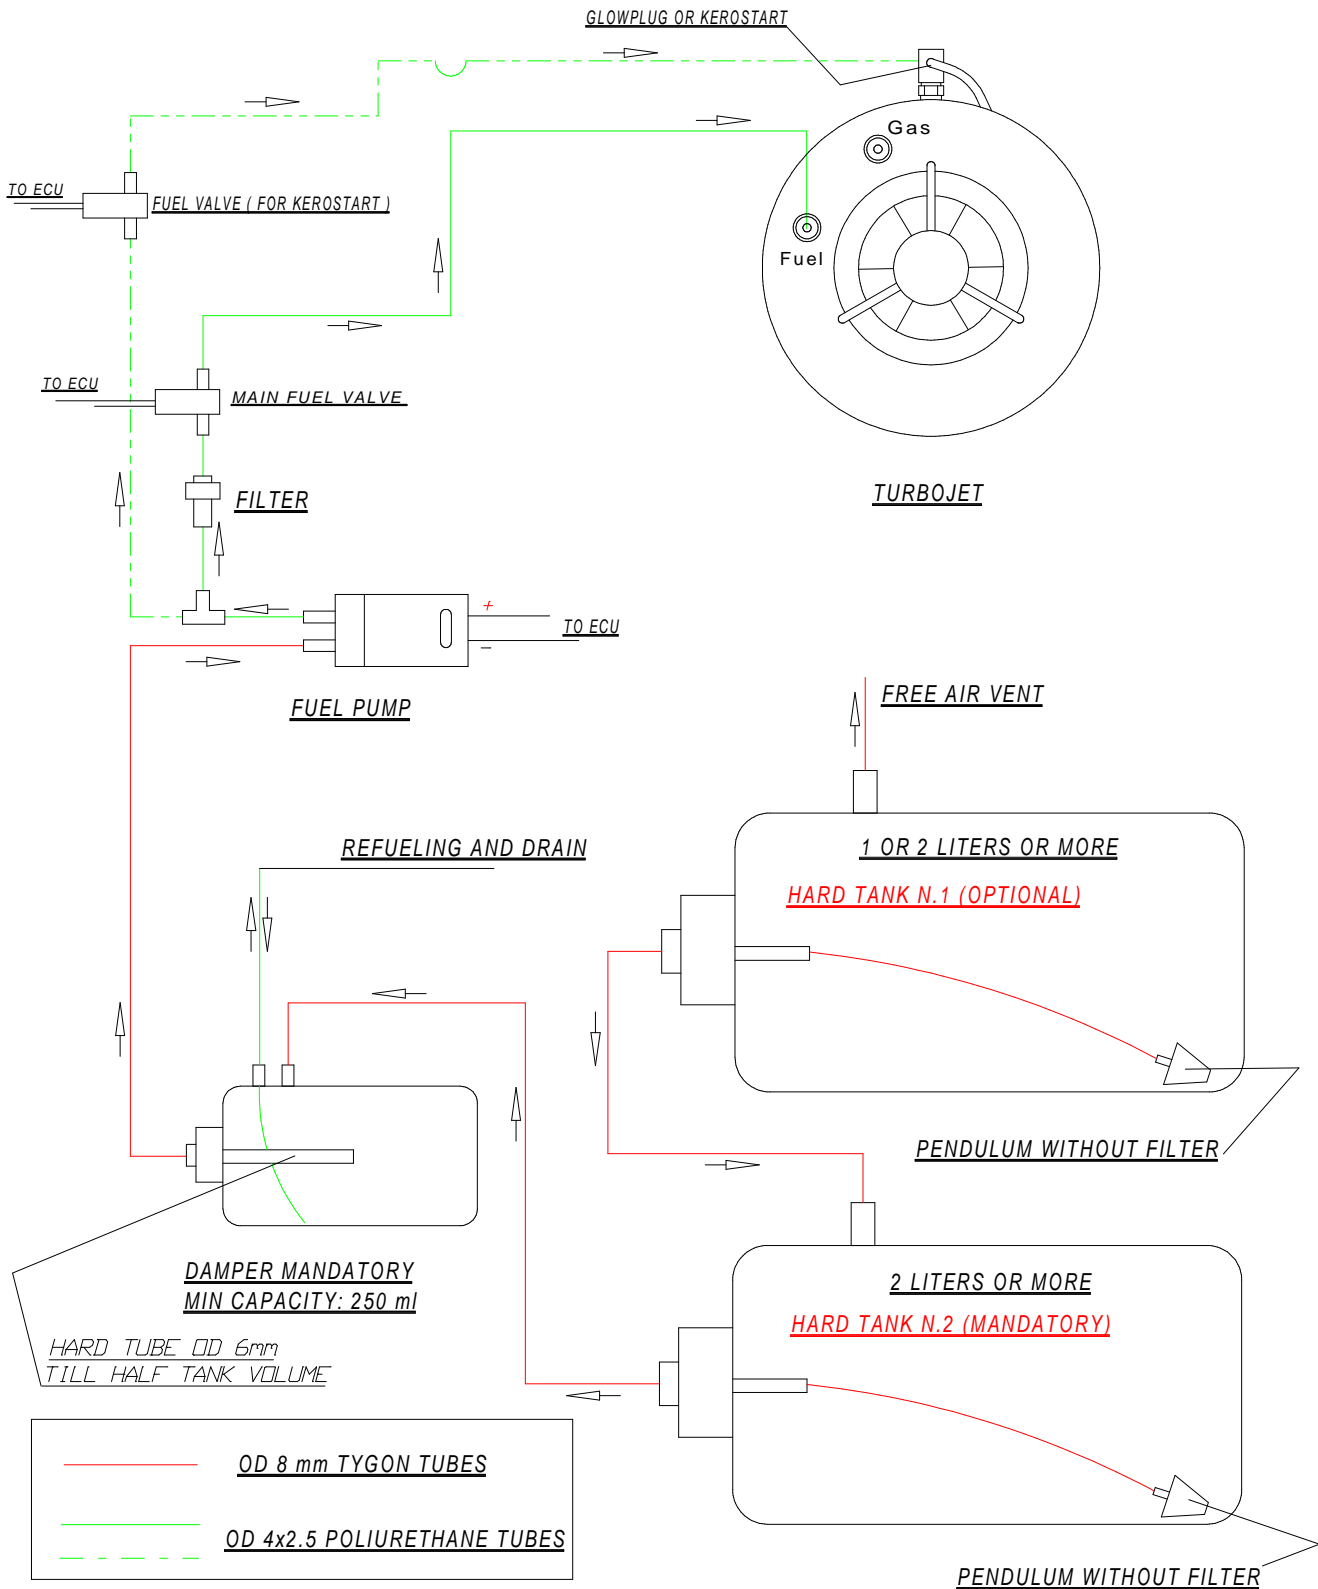 GLOWPLUG OR KEROSTART
Gas
TO ECU
FUEL VALVE ( FOR KEROSTART )
Fuel
TO ECU
MAIN FUEL VALVE
FILTER
TURBOJET
+
TO ECU
−
FUEL PUMP
FREE AIR VENT
REFUELING AND DRAIN
1 OR 2 LITERS OR MORE
HARD TANK N.1 (OPTIONAL)
PENDULUM WITHOUT FILTER
DAMPER MANDATORY
MIN CAPACITY: 250 ml
2 LITERS OR MORE
HARD TANK N.2 (MANDATORY)
HARD TUBE OD 6mm
TILL HALF TANK VOLUME
OD 8 mm TYGON TUBES
OD 4x2.5 POLIURETHANE TUBES
PENDULUM WITHOUT FILTER